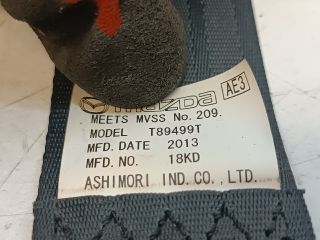 mazda AE3
MEETS MVSS No. 209.
MODEL T89499T
MFD. DATE 2013
MFD. NO. 18KD
ASHIMORI IND. CO., LTD.